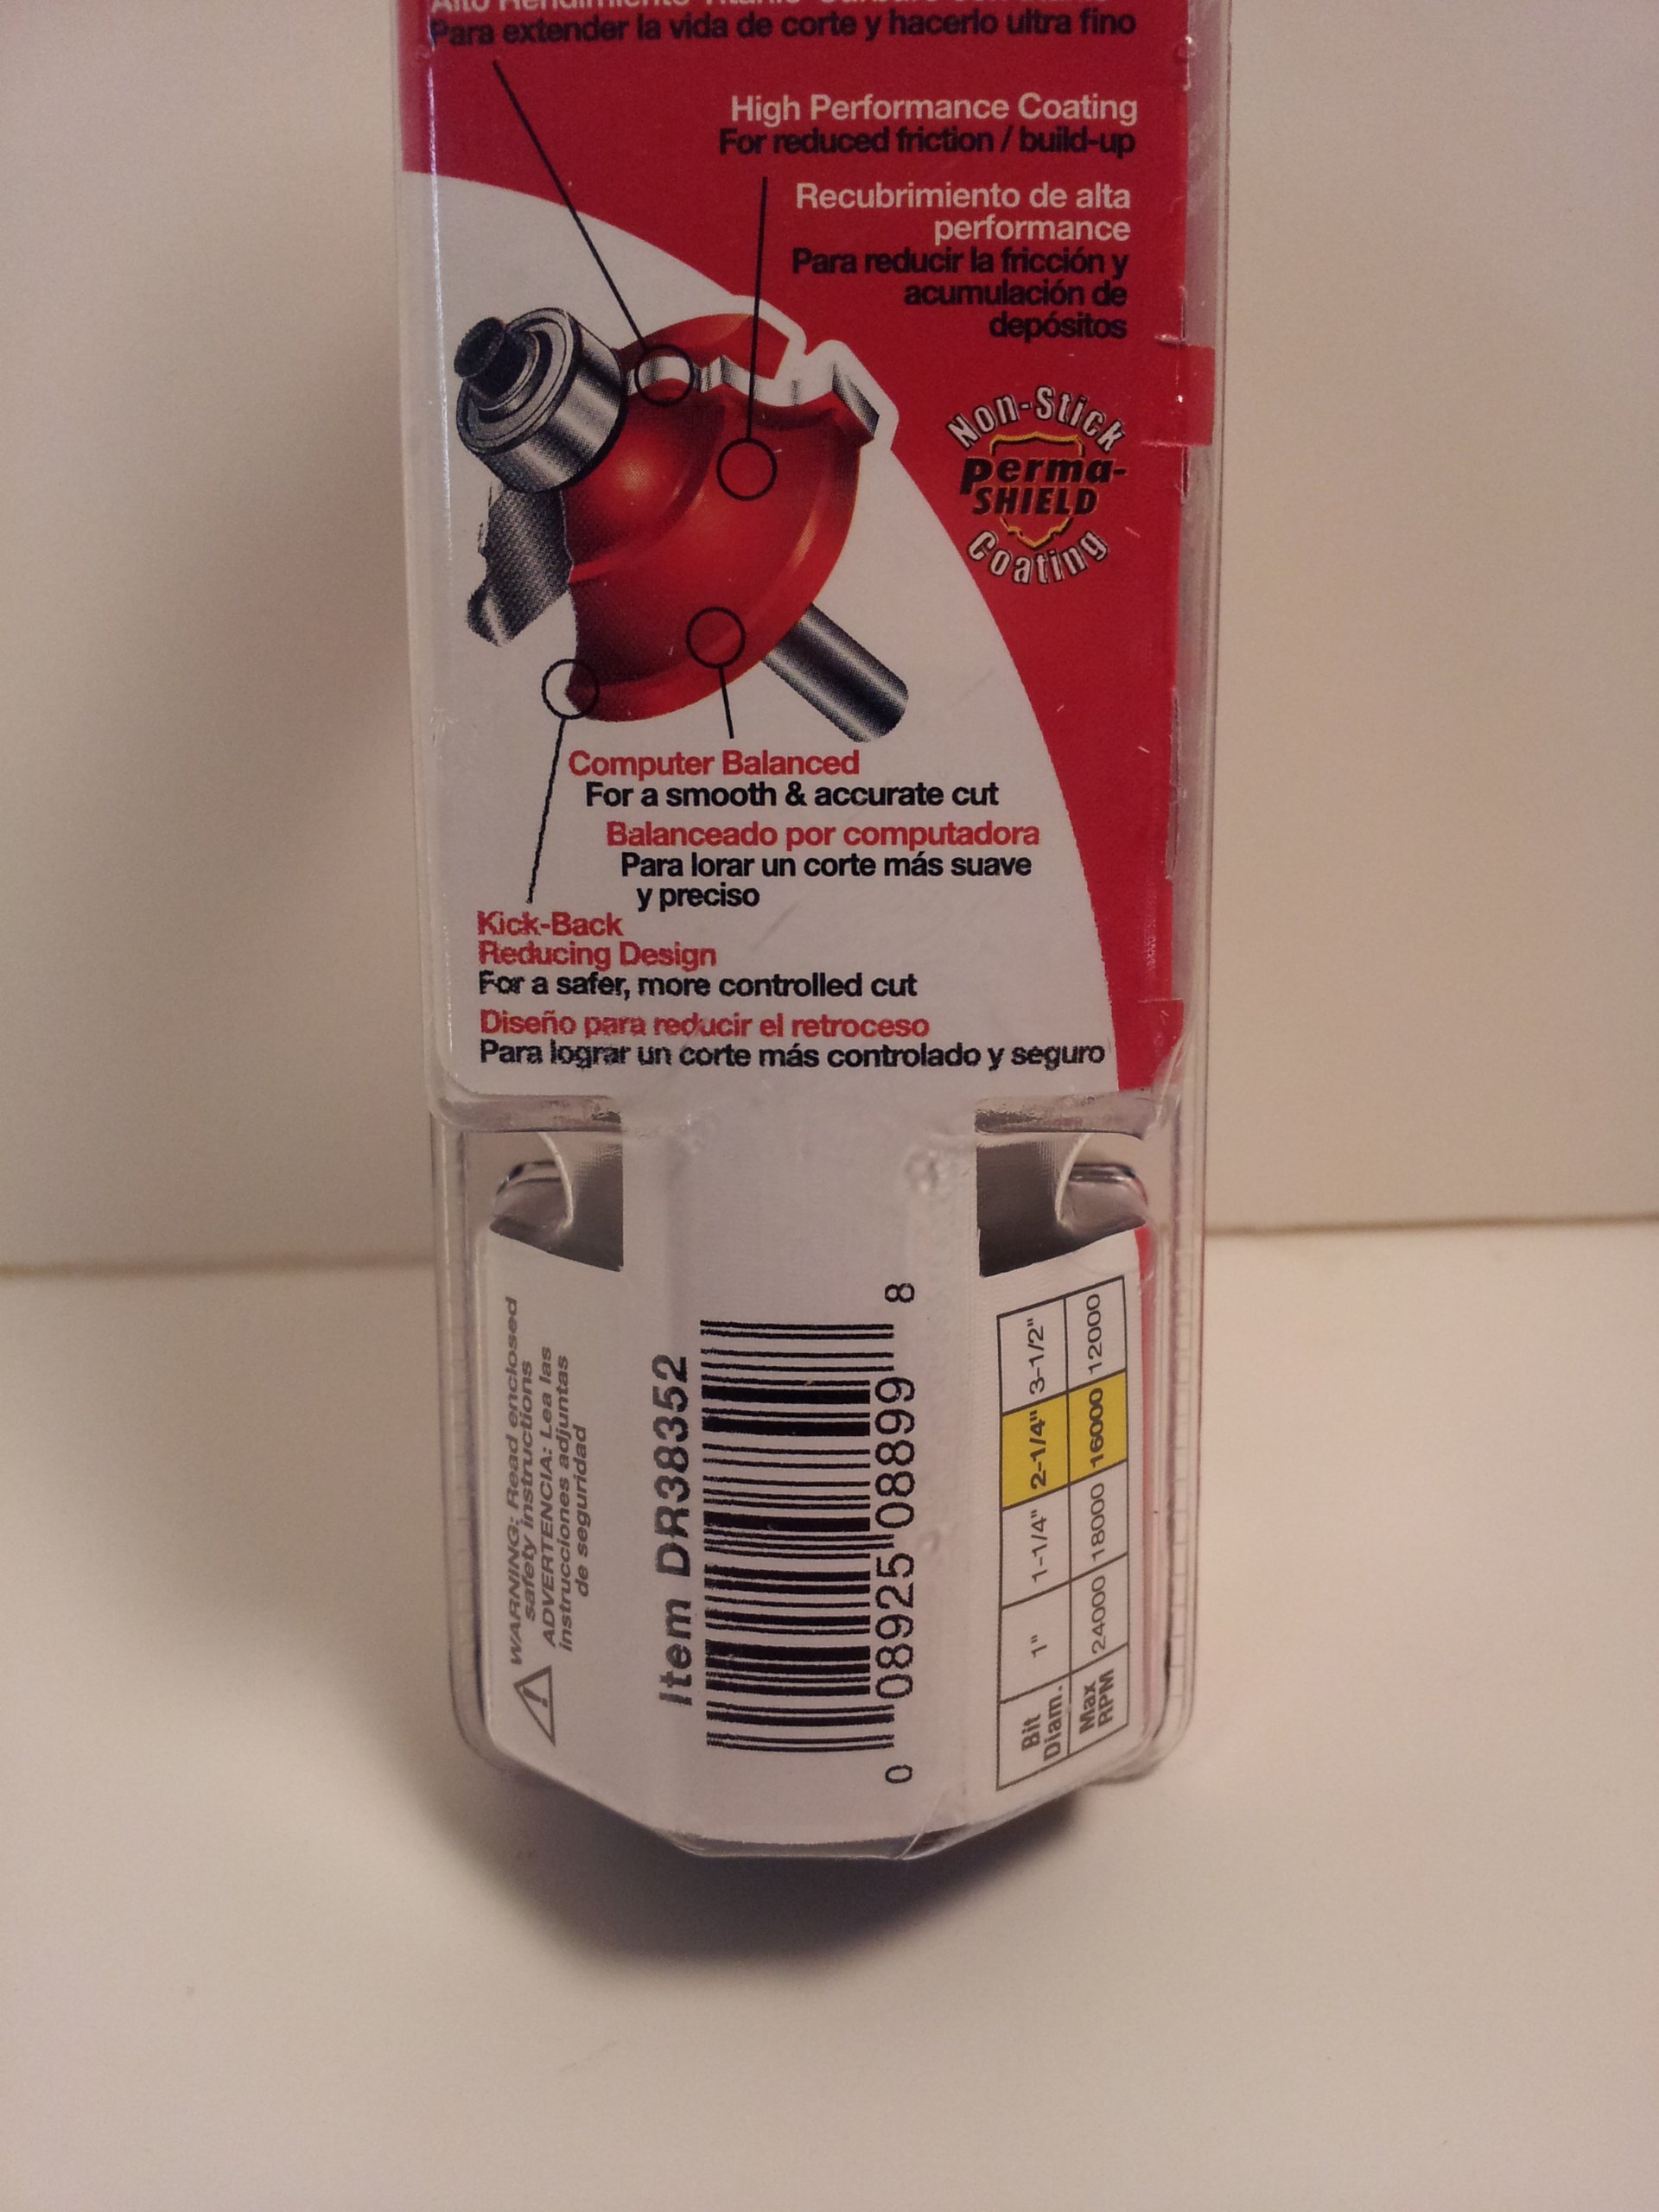 Alto Rendimiento Titanio
Para extender la vida de corte y hacerlo ultra fino
High Performance Coating
For reduced friction / build-up
Recubrimiento de alta
performance
Para reducir la fricción y
acumulación de
depósitos
Non-Stick
perma-
SHIELD
Coating
Computer Balanced
For a smooth & accurate cut
Balanceado por computadora
Para lorar un corte más suave
y preciso
Kick-Back
Reducing Design
For a safer, more controlled cut
Diseño para reducir el retroceso
Para lograr un corte más controlado y seguro
WARNING: Read enclosed
safety instructions
ADVERTENCIA: Lea las
instrucciones adjuntas
de seguridad
Item DR38352
0 08925 08899 8
Bit Diam. 1" 1-1/4" 2-1/4" 3-1/2"
Max RPM 24000 18000 16000 12000